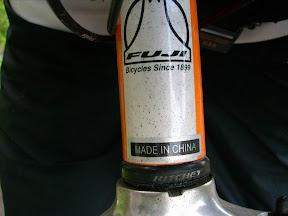 FUJI
Bicycles Since 1899
MADE IN CHINA
RITCHEY